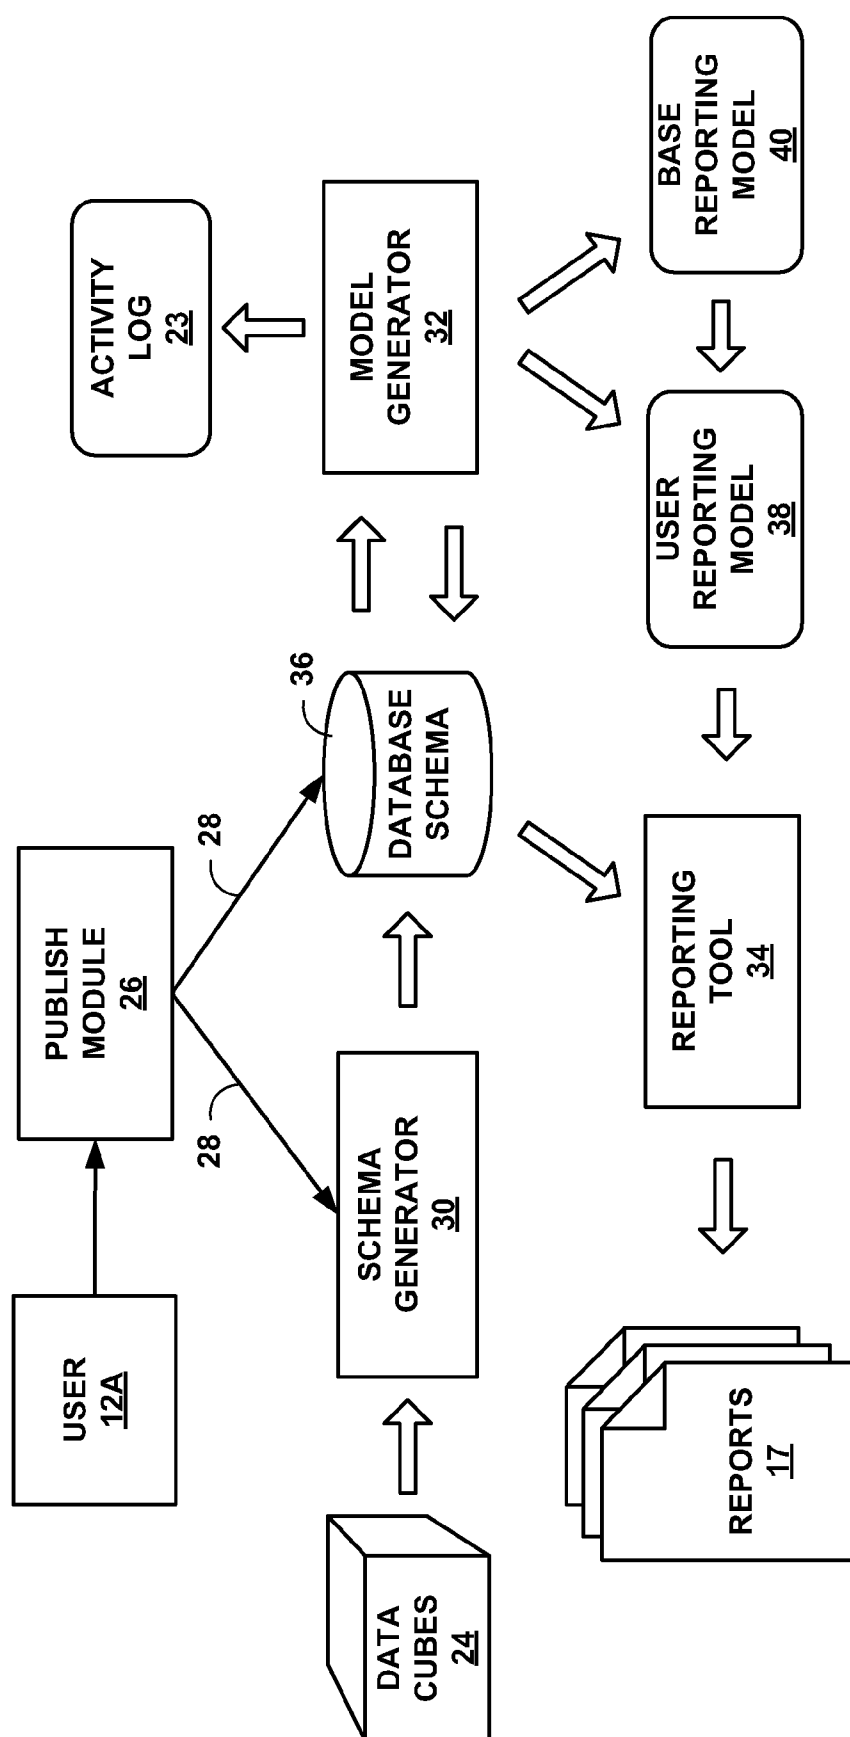 USER
12A
PUBLISH
MODULE
26
28
28
ACTIVITY
LOG
23
DATA
CUBES
24
SCHEMA
GENERATOR
30
36
DATABASE
SCHEMA
MODEL
GENERATOR
32
REPORTS
17
REPORTING
TOOL
34
USER
REPORTING
MODEL
38
BASE
REPORTING
MODEL
40